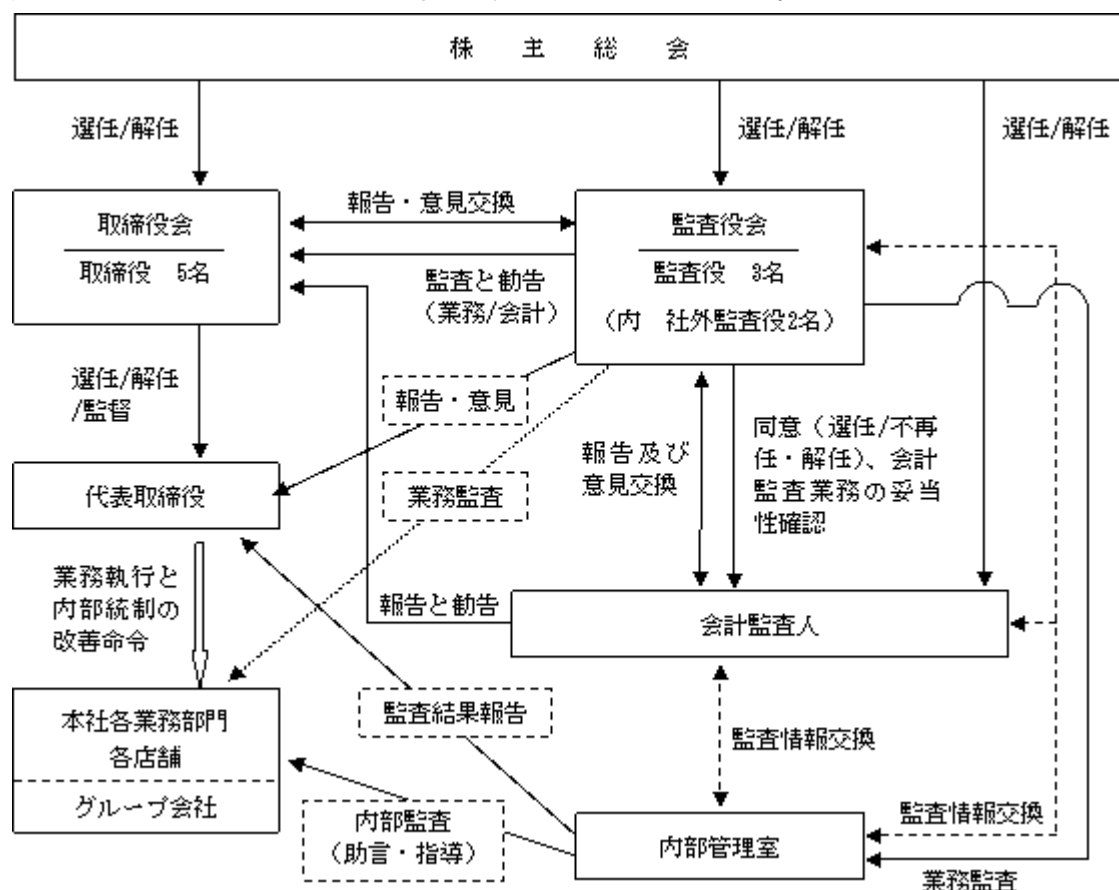 株主総会
選任/解任
選任/解任
選任/解任
取締役会
取締役 5名
報告・意見交換
監査と勧告
(業務/会計)
監査役会
監査役 3名
(内 社外監査役2名)
選任/解任
/監督
報告・意見
代表取締役
業務監査
報告及び
意見交換
同意(選任/不再
任・解任)、会計
監査業務の妥当
性確認
業務執行と
内部統制の
改善命令
報告と勧告
会計監査人
本社各業務部門
各店舗
グループ会社
監査結果報告
監査情報交換
内部監査
(助言・指導)
内部管理室
監査情報交換
業務監査